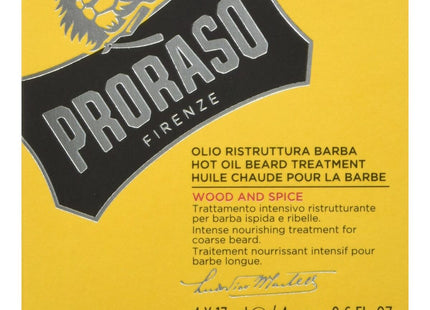 PRORASO
FIRENZE
OLIO RISTRUTTURA BARBA
HOT OIL BEARD TREATMENT
HUILE CHAUDE POUR LA BARBE
WOOD AND SPICE
Trattamento intensivo ristrutturante
per barba ispida e ribelle.
Intense nourishing treatment for
coarse beard.
Traitement nourrissant intensif pour
barbe longue.